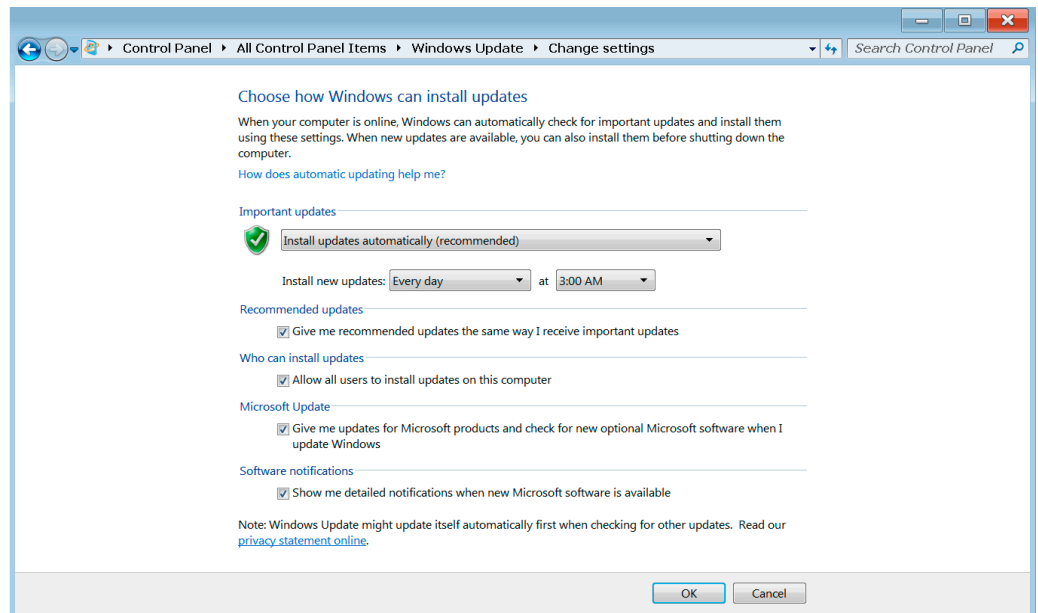 Control Panel All Control Panel Items Windows Update Change settings Search Control Panel
Choose how Windows can install updates
When your computer is online, Windows can automatically check for important updates and install them
using these settings. When new updates are available, you can also install them before shutting down the
computer.
How does automatic updating help me?
Important updates
Install updates automatically (recommended)
Install new updates: Every day at 3:00 AM
Recommended updates
Give me recommended updates the same way I receive important updates
Who can install updates
Allow all users to install updates on this computer
Microsoft Update
Give me updates for Microsoft products and check for new optional Microsoft software when I
update Windows
Software notifications
Show me detailed notifications when new Microsoft software is available
Note: Windows Update might update itself automatically first when checking for other updates. Read our
privacy statement online.
OK Cancel